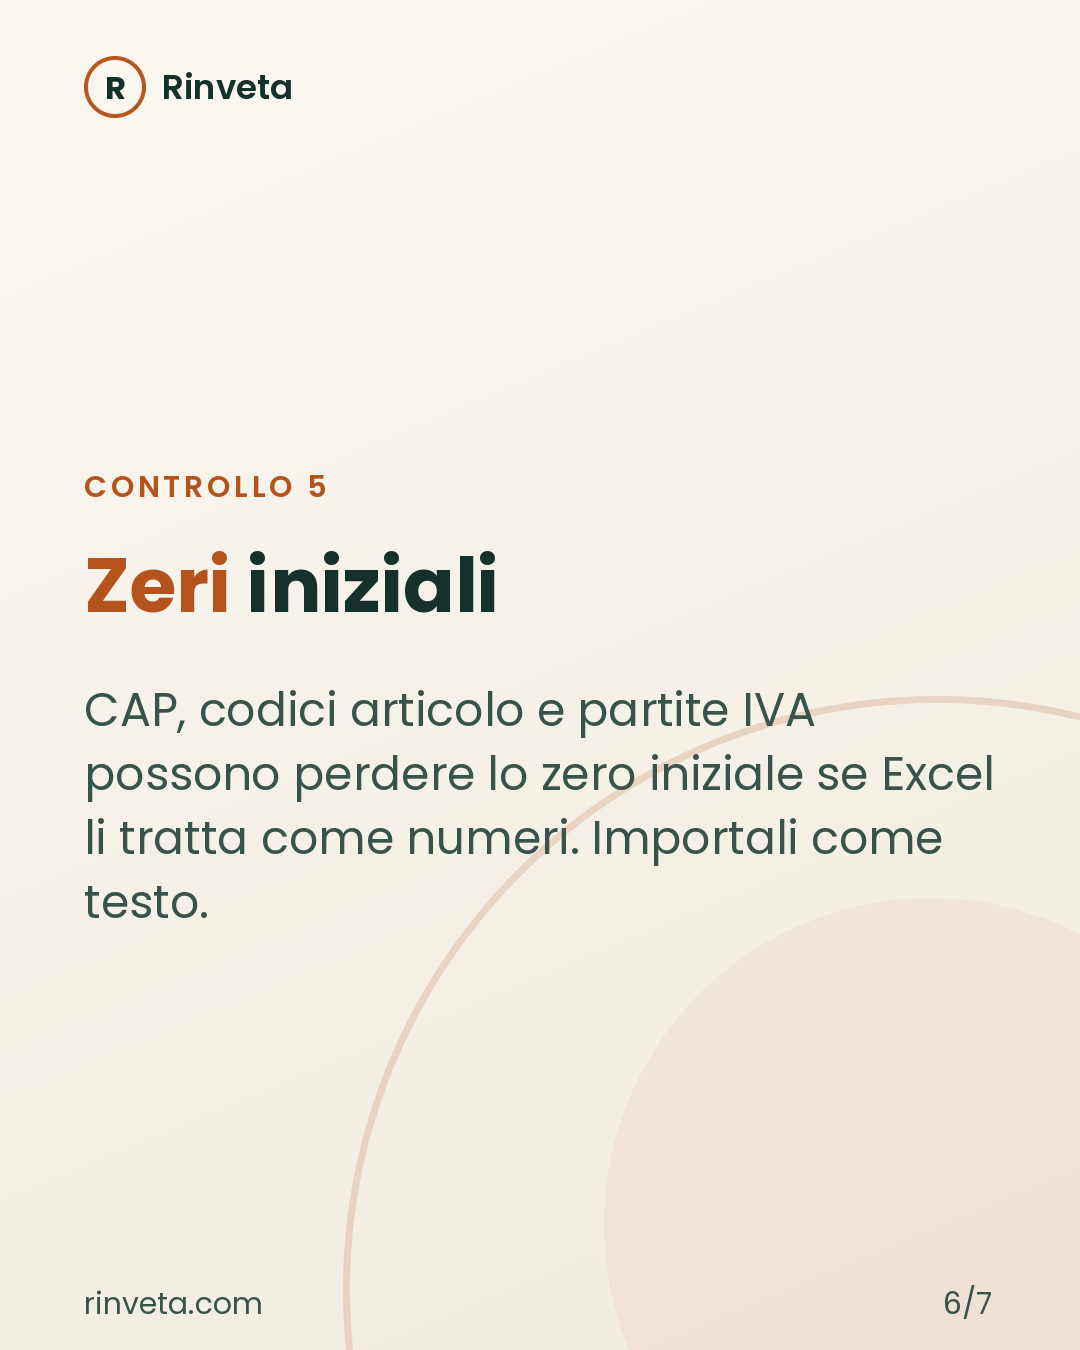 R Rinveta
CONTROLLO 5
Zeri iniziali
CAP, codici articolo e partite IVA
possono perdere lo zero iniziale se Excel
li tratta come numeri. Importali come
testo.
rinveta.com
6/7